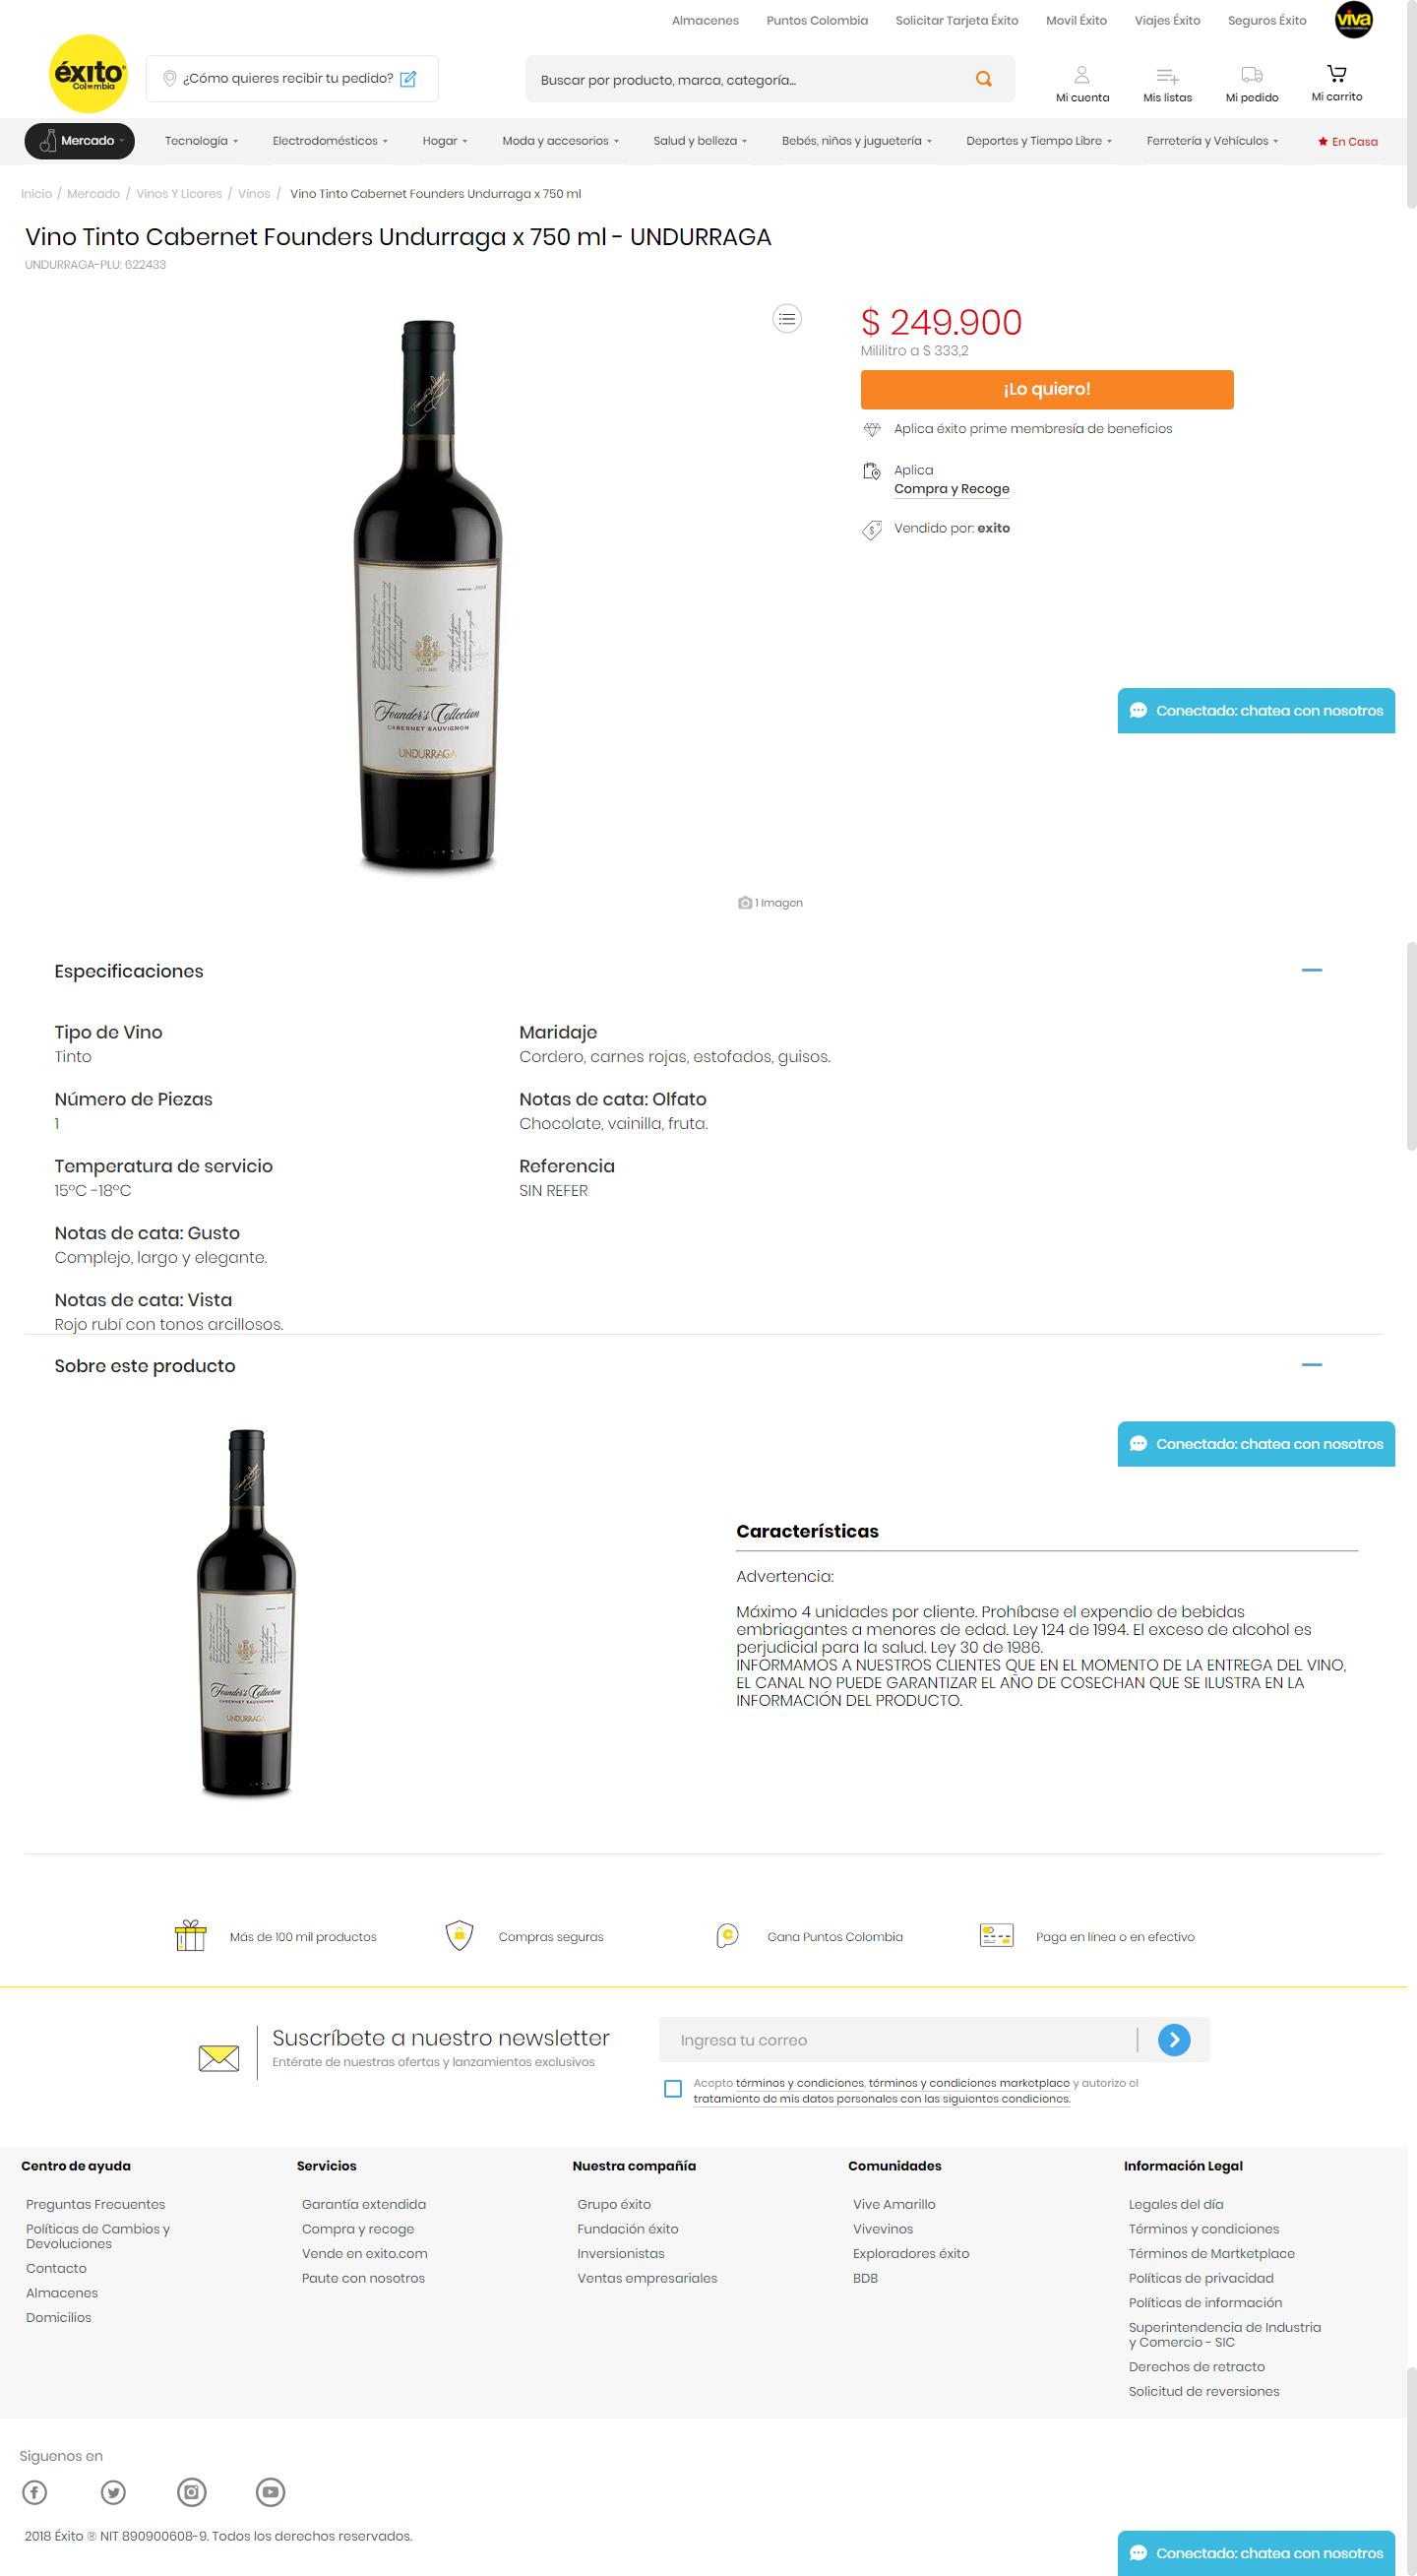 Almacenes Puntos Colombia Solicitar Tarjeta Éxito Movil Éxito Viajes Éxito Seguros Éxito viva
éxito
Colombia
¿Cómo quieres recibir tu pedido?
Buscar por producto, marca, categoría...
Mi cuenta Mis listas Mi pedido Mi carrito
Mercado Tecnología Electrodomésticos Hogar Moda y accesorios Salud y belleza Bebés, niños y juguetería Deportes y Tiempo Libre Ferretería y Vehículos En Casa
Inicio / Mercado / Vinos Y Licores / Vinos / Vino Tinto Cabernet Founders Undurraga x 750 ml
Vino Tinto Cabernet Founders Undurraga x 750 ml - UNDURRAGA
UNDURRAGA-PLU: 622433
$ 249.900
Mililitro a $ 333,2
¡Lo quiero!
Aplica éxito prime membresía de beneficios
Aplica
Compra y Recoge
Vendido por: exito
Founder's Collection
CABERNET SAUVIGNON
UNDURRAGA
Conectado: chatea con nosotros
1 Imagen
Especificaciones
Tipo de Vino
Tinto
Maridaje
Cordero, carnes rojas, estofados, guisos.
Número de Piezas
1
Notas de cata: Olfato
Chocolate, vainilla, fruta.
Temperatura de servicio
15°C -18°C
Referencia
SIN REFER
Notas de cata: Gusto
Complejo, largo y elegante.
Notas de cata: Vista
Rojo rubí con tonos arcillosos.
Sobre este producto
Conectado: chatea con nosotros
Founder's Collection
CABERNET SAUVIGNON
UNDURRAGA
Características
Advertencia:
Máximo 4 unidades por cliente. Prohíbase el expendio de bebidas
embriagantes a menores de edad. Ley 124 de 1994. El exceso de alcohol es
perjudicial para la salud. Ley 30 de 1986.
INFORMAMOS A NUESTROS CLIENTES QUE EN EL MOMENTO DE LA ENTREGA DEL VINO,
EL CANAL NO PUEDE GARANTIZAR EL AÑO DE COSECHAN QUE SE ILUSTRA EN LA
INFORMACIÓN DEL PRODUCTO.
Más de 100 mil productos Compras seguras Gana Puntos Colombia Paga en línea o en efectivo
Suscríbete a nuestro newsletter
Entérate de nuestras ofertas y lanzamientos exclusivos
Ingresa tu correo
Acepto términos y condiciones, términos y condiciones marketplace y autorizo el
tratamiento de mis datos personales con las siguientes condiciones.
Centro de ayuda
Preguntas Frecuentes
Políticas de Cambios y
Devoluciones
Contacto
Almacenes
Domicilios
Servicios
Garantía extendida
Compra y recoge
Vende en exito.com
Paute con nosotros
Nuestra compañía
Grupo éxito
Fundación éxito
Inversionistas
Ventas empresariales
Comunidades
Vive Amarillo
Vivevinos
Exploradores éxito
BDB
Información Legal
Legales del día
Términos y condiciones
Términos de Martketplace
Políticas de privacidad
Políticas de información
Superintendencia de Industria
y Comercio - SIC
Derechos de retracto
Solicitud de reversiones
Siguenos en
2018 Éxito ® NIT 890900608-9. Todos los derechos reservados.
Conectado: chatea con nosotros